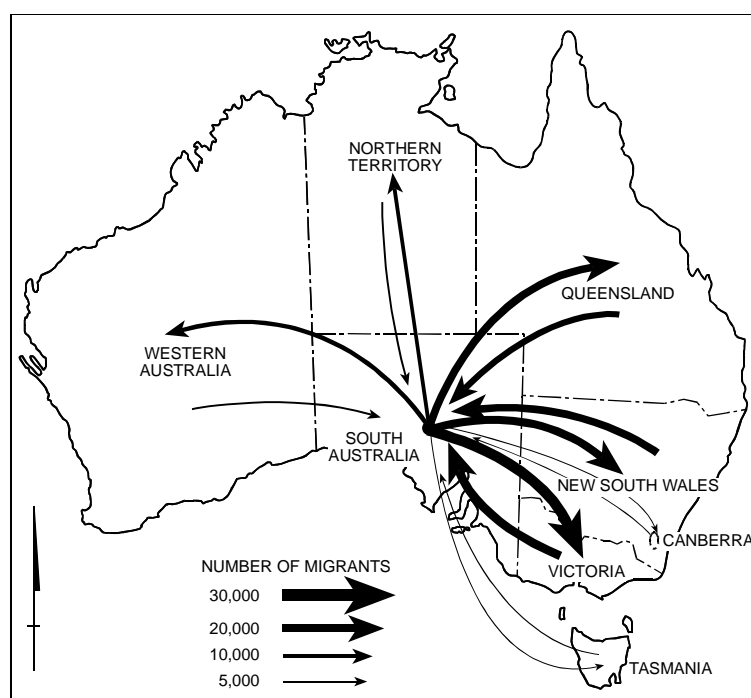 NORTHERN
TERRITORY
QUEENSLAND
WESTERN
AUSTRALIA
SOUTH
AUSTRALIA
NEW SOUTH WALES
CANBERRA
VICTORIA
TASMANIA
NUMBER OF MIGRANTS
30,000
20,000
10,000
5,000